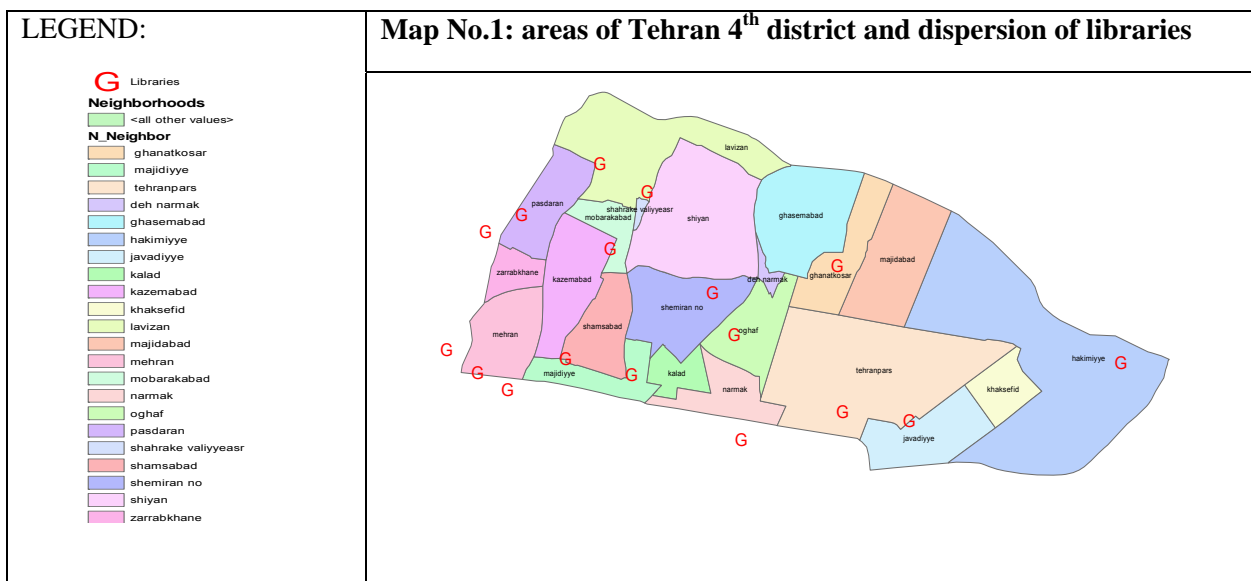 LEGEND:
Map No.1: areas of Tehran 4th district and dispersion of libraries
G Libraries
Neighborhoods
<all other values>
N_Neighbor
ghanatkosar
majidiyye
tehranpars
deh narmak
ghasemabad
hakimiyye
javadiyye
kalad
kazemabad
khaksefid
lavizan
majidabad
mehran
mobarakabad
narmak
oghaf
pasdaran
shahrake valiyyeasr
shamsabad
shemiran no
shiyan
zarrabkhane
lavizan
G
G
pasdaran
shahrake valiyyeasr
G
mobarakabad
shiyan
ghasemabad
G
G
majidabad
zarrabkhane
G
ghanatkosar
kazemabad
deh narmak
G
shemiran no
shamsabad
oghaf
G
mehran
G
G
hakimiyye
G
G
majidiyye
G
kalad
tehranpars
G
narmak
khaksefid
G
G
javadiyye
G